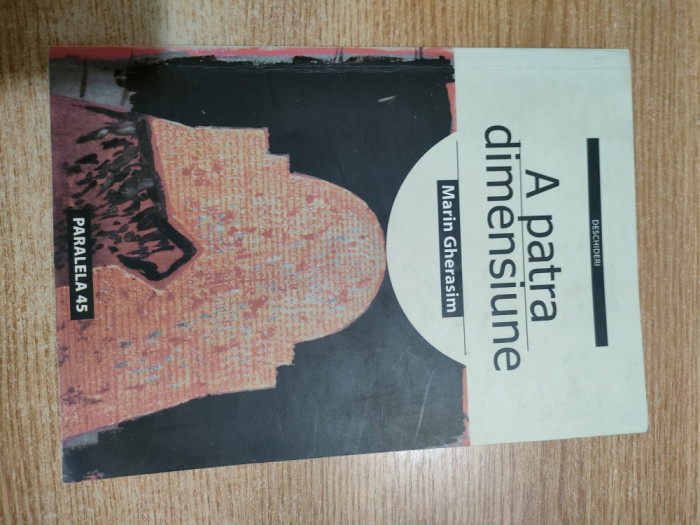 DESCHIDERI
A patra
dimensiune
Marin Gherasim
PARALELA 45